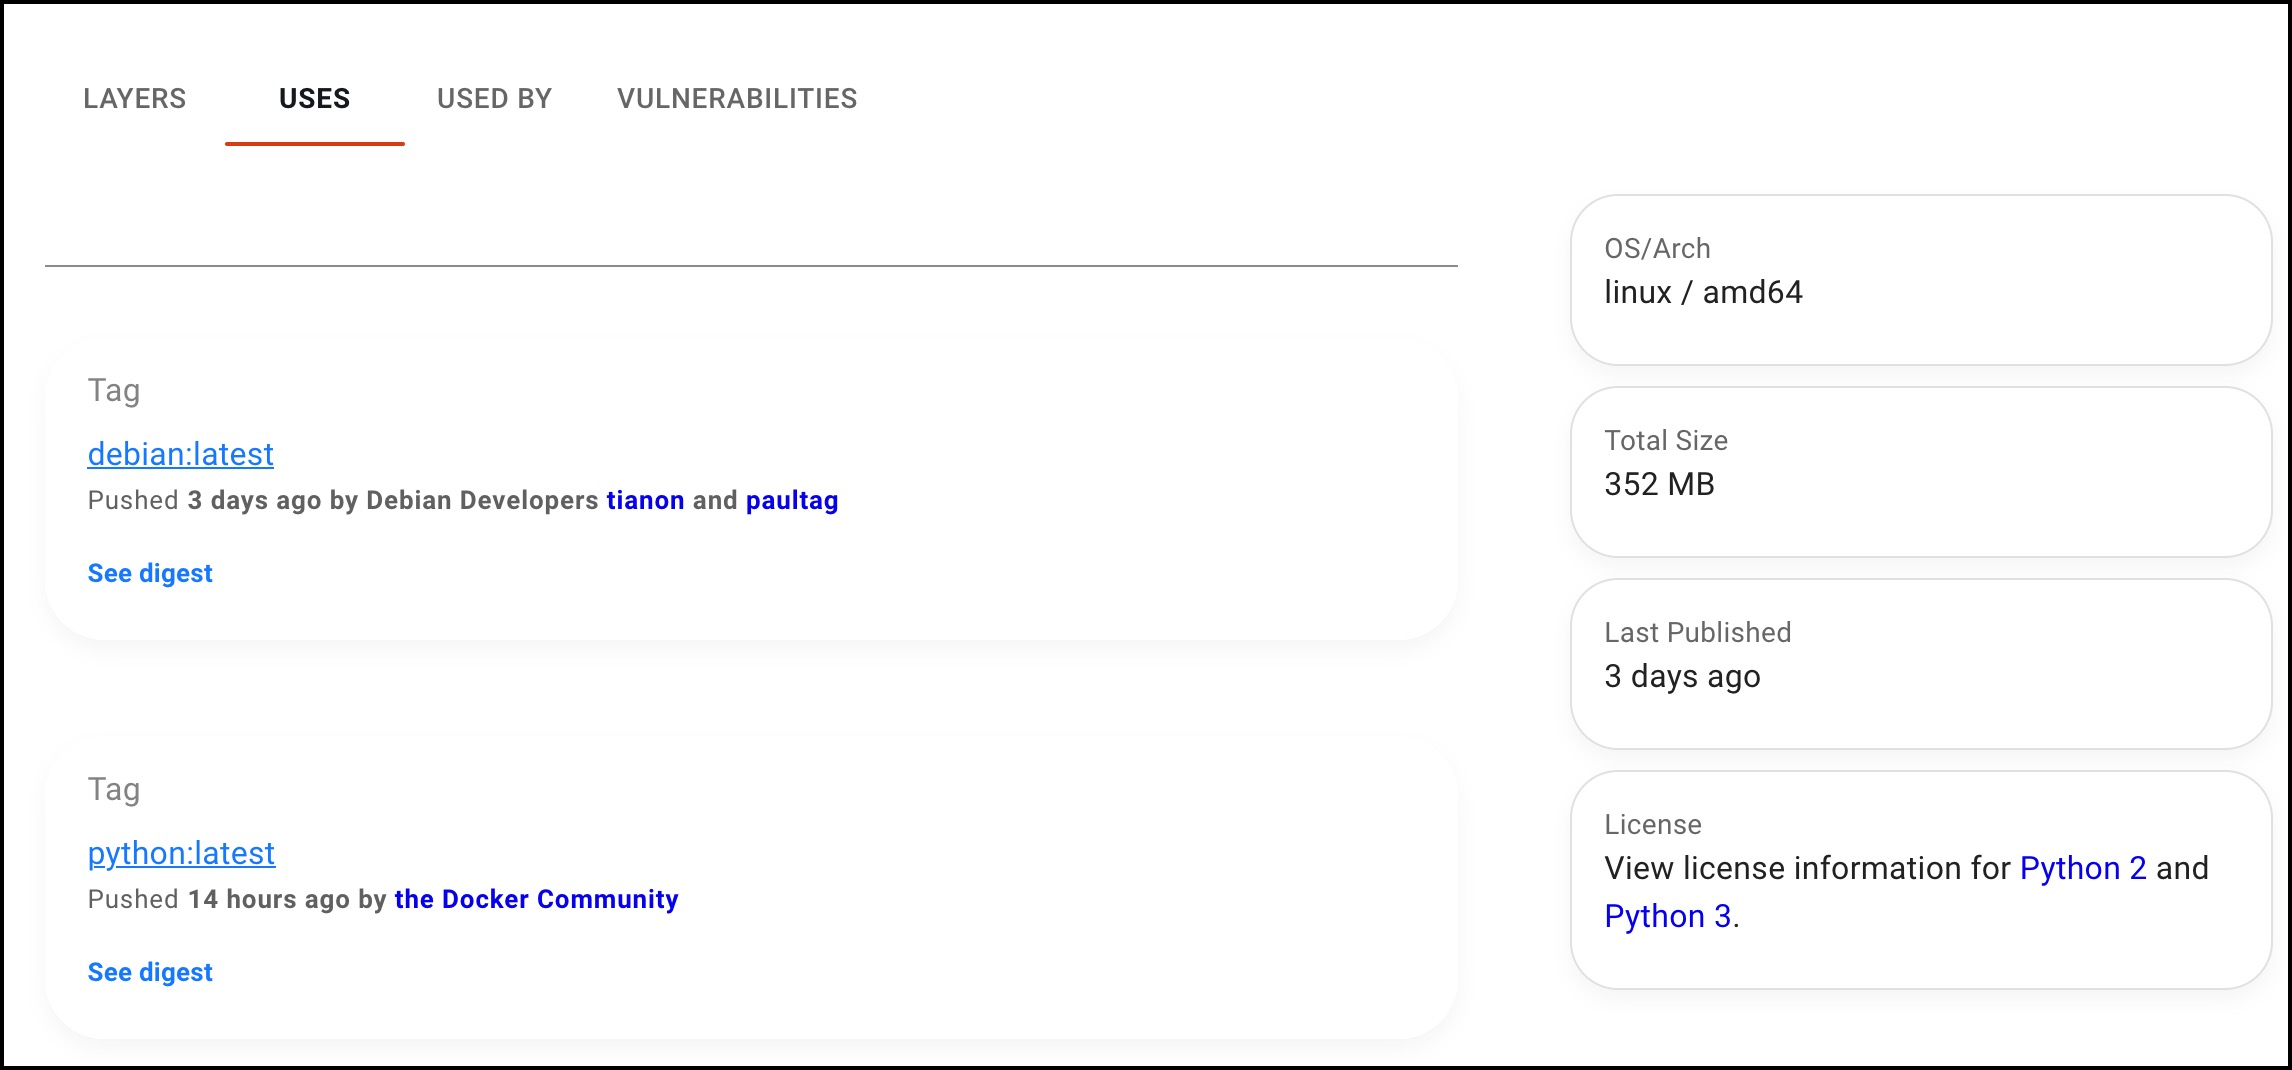 LAYERS USES USED BY VULNERABILITIES
Tag
debian:latest
Pushed 3 days ago by Debian Developers tianon and paultag
See digest
Tag
python:latest
Pushed 14 hours ago by the Docker Community
See digest
OS/Arch
linux / amd64
Total Size
352 MB
Last Published
3 days ago
License
View license information for Python 2 and
Python 3.